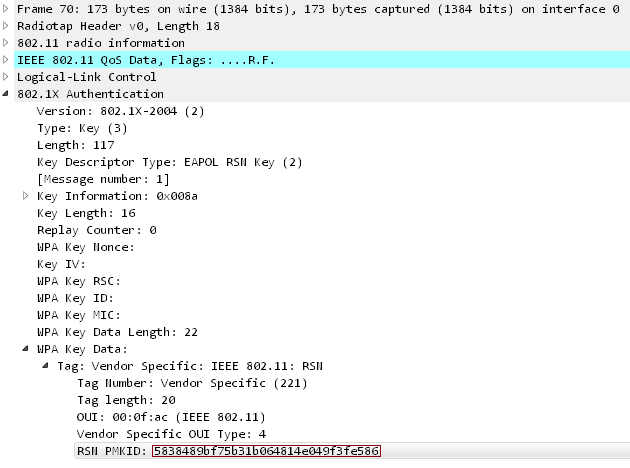 Frame 70: 173 bytes on wire (1384 bits), 173 bytes captured (1384 bits) on interface 0
Radiotap Header v0, Length 18
802.11 radio information
IEEE 802.11 QoS Data, Flags: ....R.F.
Logical-Link Control
802.1X Authentication
Version: 802.1X-2004 (2)
Type: Key (3)
Length: 117
Key Descriptor Type: EAPOL RSN Key (2)
[Message number: 1]
Key Information: 0x008a
Key Length: 16
Replay Counter: 0
WPA Key Nonce:
Key IV:
WPA Key RSC:
WPA Key ID:
WPA Key MIC:
WPA Key Data Length: 22
WPA Key Data:
Tag: Vendor Specific: IEEE 802.11: RSN
Tag Number: Vendor Specific (221)
Tag length: 20
OUI: 00:0f:ac (IEEE 802.11)
Vendor Specific OUI Type: 4
RSN PMKID: 5838489bf75b31b064814e049f3fe586